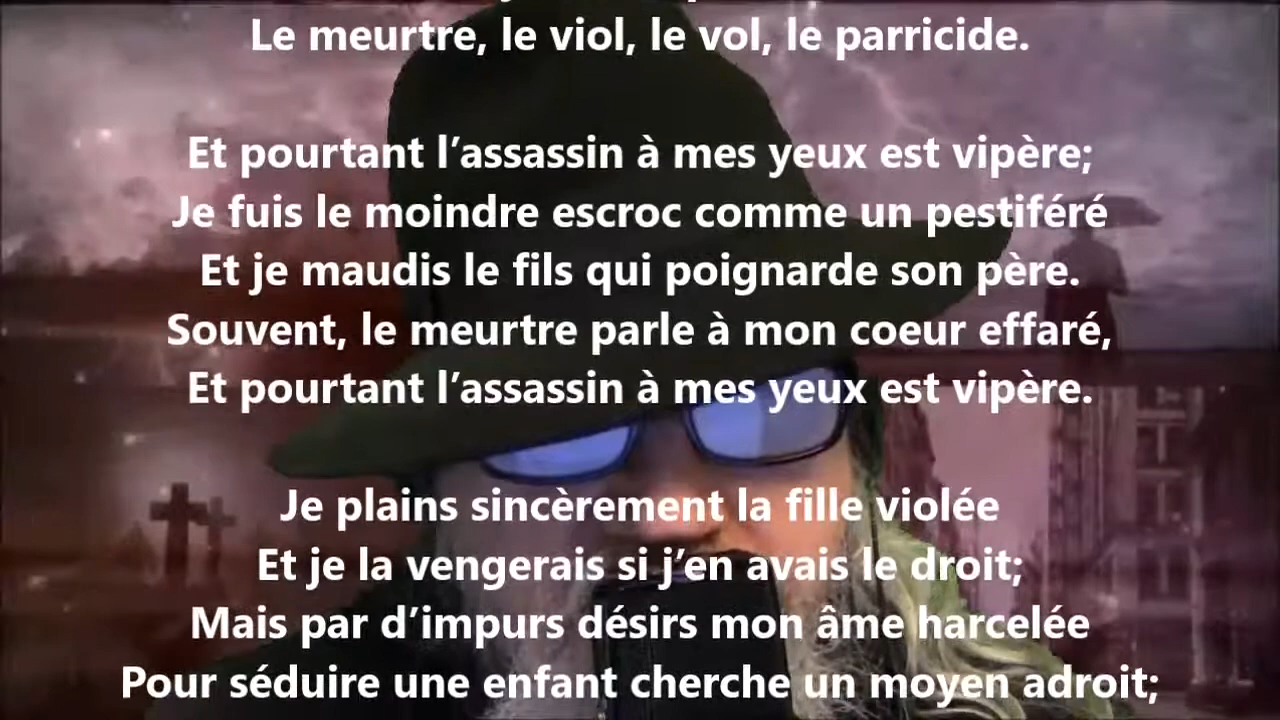 Le meurtre, le viol, le vol, le parricide.
Et pourtant l’assassin à mes yeux est vipère;
Je fuis le moindre escroc comme un pestiféré
Et je maudis le fils qui poignarde son père.
Souvent, le meurtre parle à mon coeur effaré,
Et pourtant l’assassin à mes yeux est vipère.
Je plains sincèrement la fille violée
Et je la vengerais si j’en avais le droit;
Mais par d’impurs désirs mon âme harcelée
Pour séduire une enfant cherche un moyen adroit;